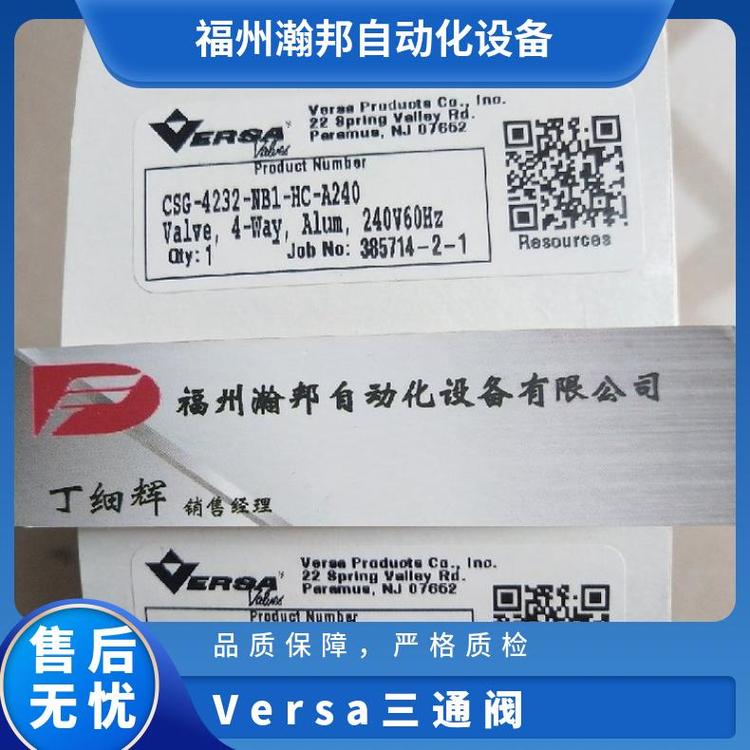 福州瀚邦自动化设备
VERSA
Valves
Versa Products Co., Inc.
22 Spring Valley Rd.
Paramus, NJ 07652
Product Number
CSG-4232-NB1-HC-A240
Valve, 4-Way, Alum, 240V60Hz
Qty: 1 Job No: 385714-2-1
Resources
福州瀚邦自动化设备有限公司
丁细辉 销售经理
VERSA
Valves
Versa Products Co., Inc.
22 Spring Valley Rd.
Paramus, NJ 07652
Product Number
售后
无忧
品质保障，严格质检
Versa三通阀